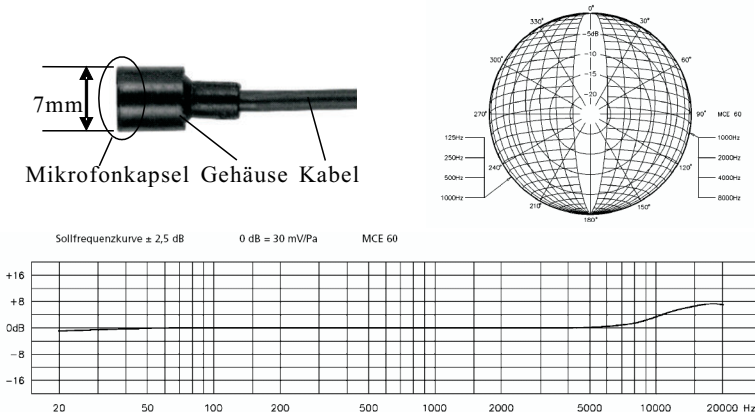 7mm
Mikrofonkapsel Gehäuse Kabel
0°
330° 30°
-5dB
300° -10 60°
-15
-20
270° 90° MCE 60
125Hz 1000Hz
250Hz 240° 120° 2000Hz
500Hz 4000Hz
1000Hz 210° 150° 8000Hz
180°
Sollfrequenzkurve ± 2,5 dB 0 dB = 30 mV/Pa MCE 60
+16
+8
0dB
-8
-16
20 50 100 200 500 1000 2000 5000 10000 20000 Hz